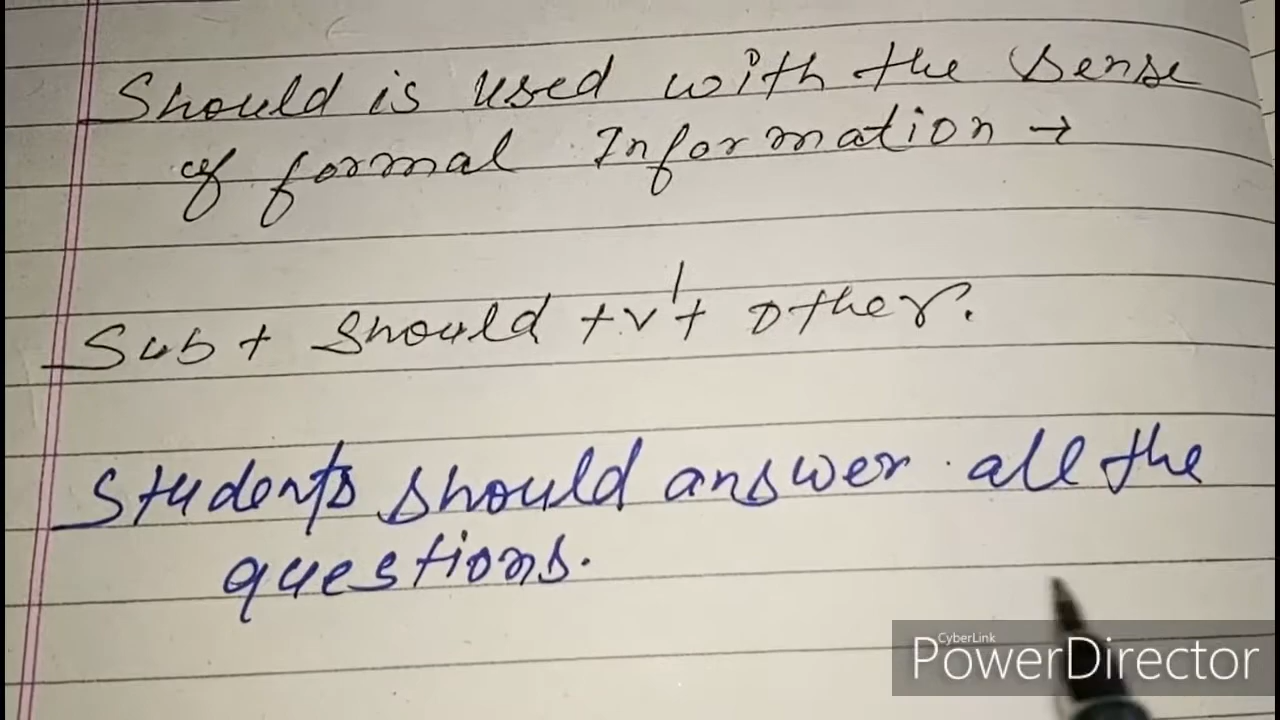 Should is used with the sense
of formal Information →
Sub + should + v¹ + other.
Students should answer all the
questions.
CyberLink
PowerDirector